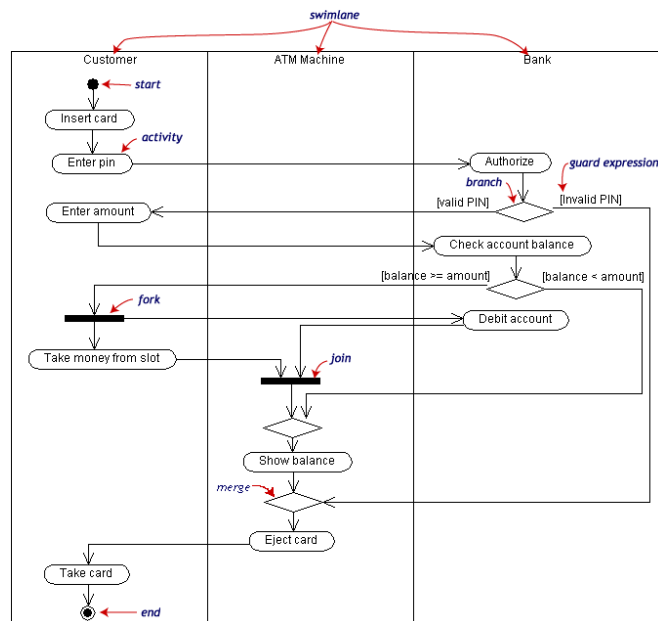 swimlane
Customer
ATM Machine
Bank
start
Insert card
activity
Enter pin
Authorize
guard expression
branch
[valid PIN]
[Invalid PIN]
Enter amount
Check account balance
[balance >= amount]
[balance < amount]
fork
Debit account
Take money from slot
join
Show balance
merge
Eject card
Take card
end